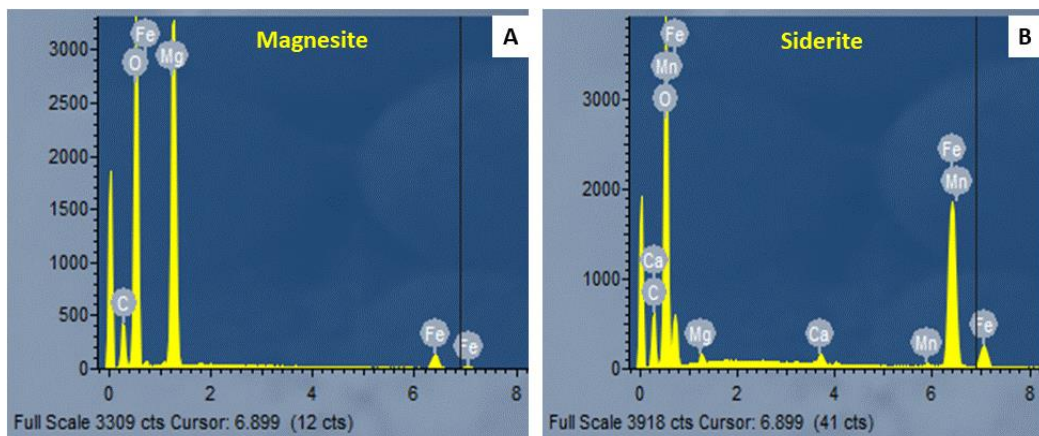 Magnesite
A
3000
2500
2000
1500
1000
500
0
Fe
O
Mg
C
Fe
Fe
0 2 4 6 8
Full Scale 3309 cts Cursor: 6.899 (12 cts)
Siderite
B
3000
2000
1000
0
Fe
Mn
O
Ca
C
Mg
Ca
Mn
Fe
Mn
Fe
0 2 4 6 8
Full Scale 3918 cts Cursor: 6.899 (41 cts)